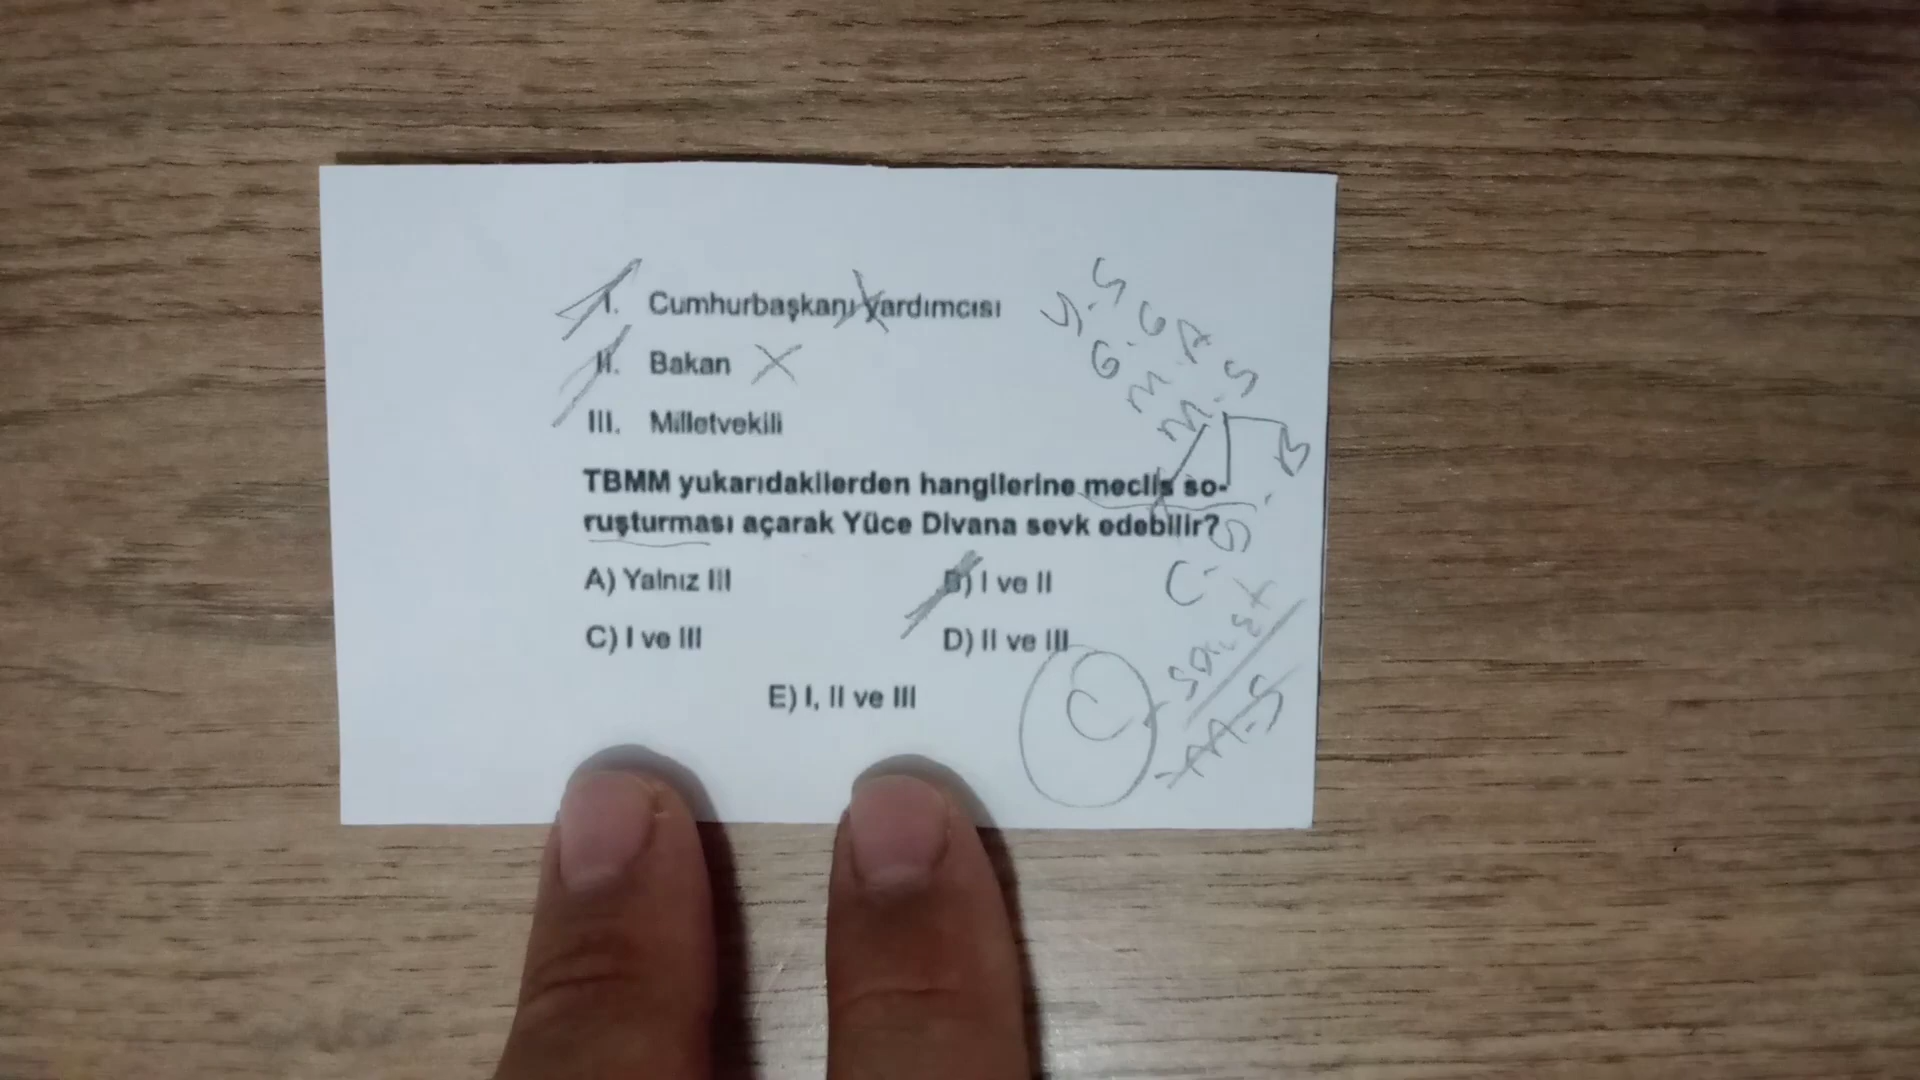 I. Cumhurbaşkanı yardımcısı
II. Bakan
III. Milletvekili
TBMM yukarıdakilerden hangilerine meclis so-
ruşturması açarak Yüce Divana sevk edebilir?
A) Yalnız III
B) I ve II
C) I ve III
D) II ve III
E) I, II ve III
Y.S
G.G
M.A
M.S
B
C.
C